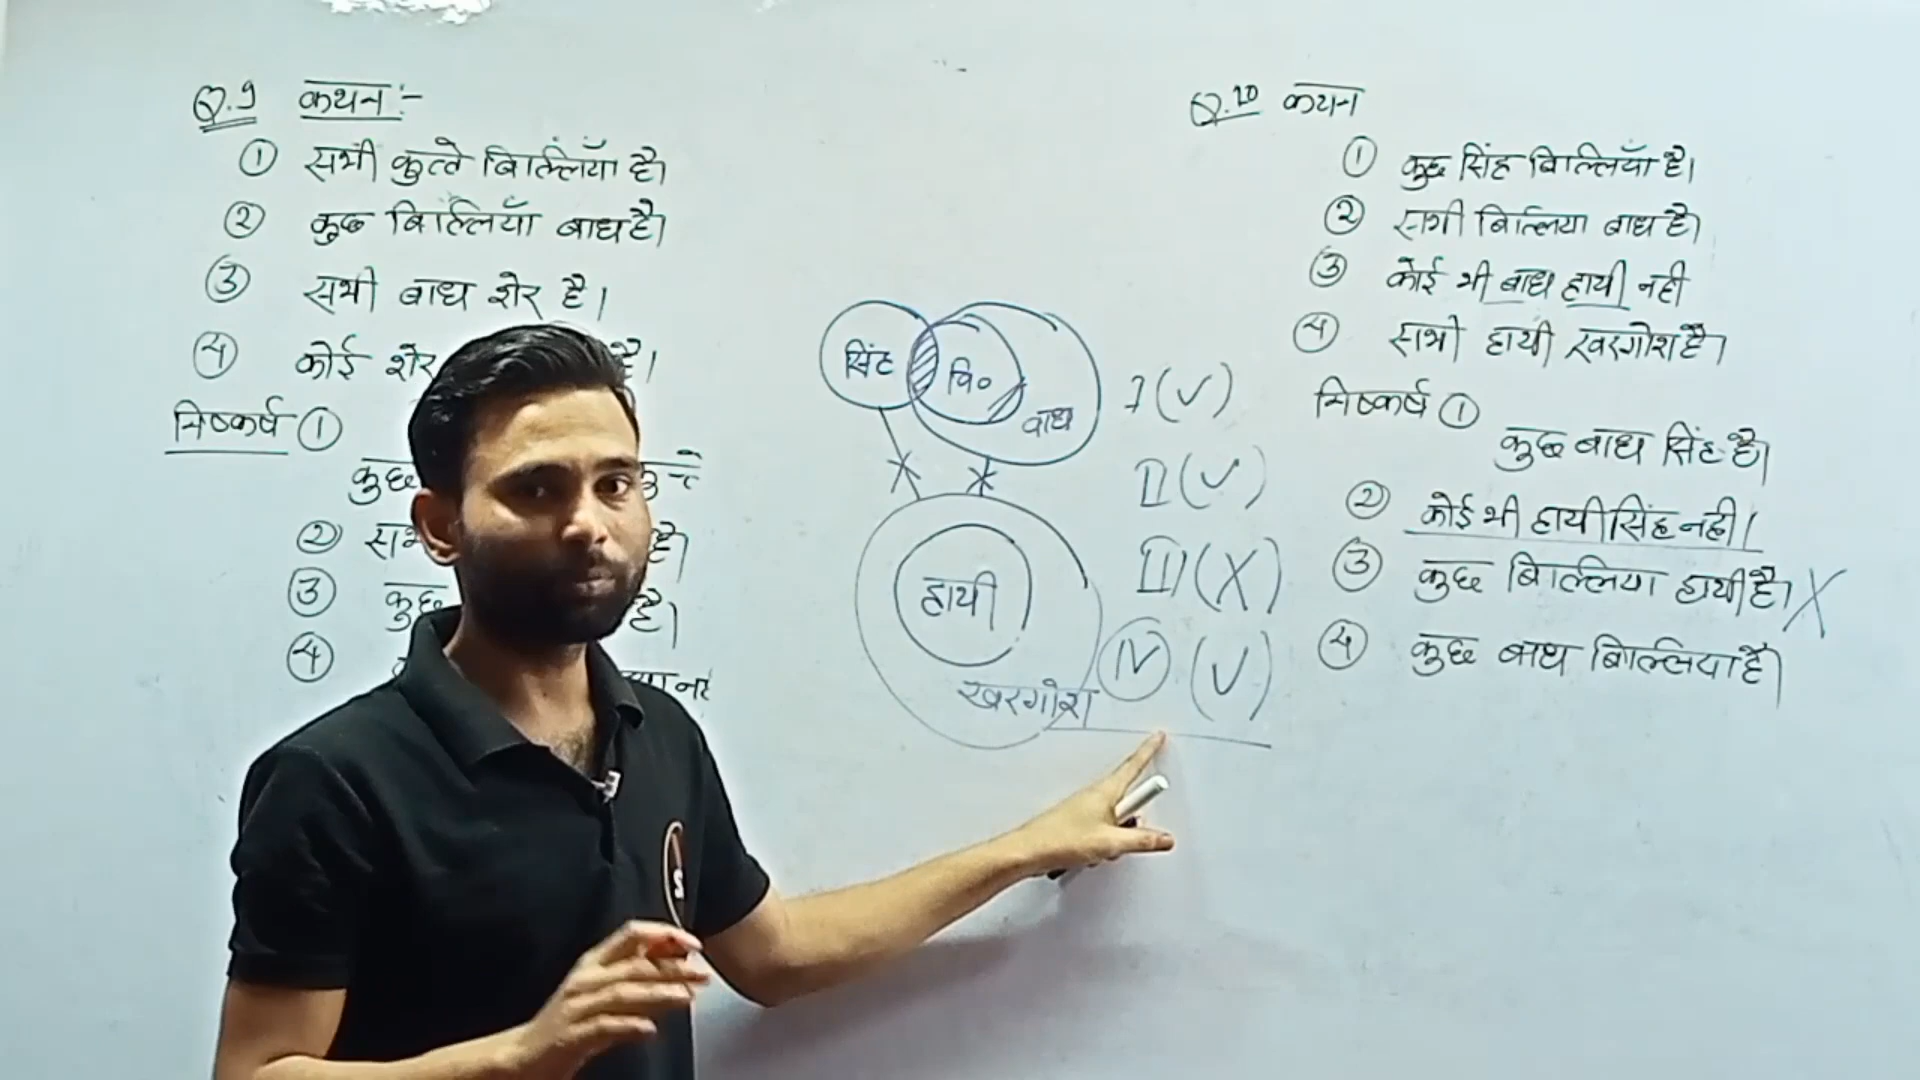 Q.9 कथन :-
① सभी कुत्ते बिल्लियाँ है।
② कुछ बिल्लियाँ बाघ है।
③ सभी बाघ शेर है।
④ कोई शेर है।
निष्कर्ष ①
कुछ
② सभ है।
③ कुछ है।
④
सिंह बि० बाघ
हाथी
खरगोश
I (✓)
II (✓)
III (X)
IV (✓)
Q.10 कथन
① कुछ सिंह बिल्लियाँ है।
② सभी बिल्लिया बाघ है।
③ कोई भी बाघ हाथी नही
④ सभी हाथी खरगोश है।
निष्कर्ष ①
कुछ बाघ सिंह है।
② कोई भी हाथी सिंह नही।
③ कुछ बिल्लिया हाथी है। X
④ कुछ बाघ बिल्लिया है।